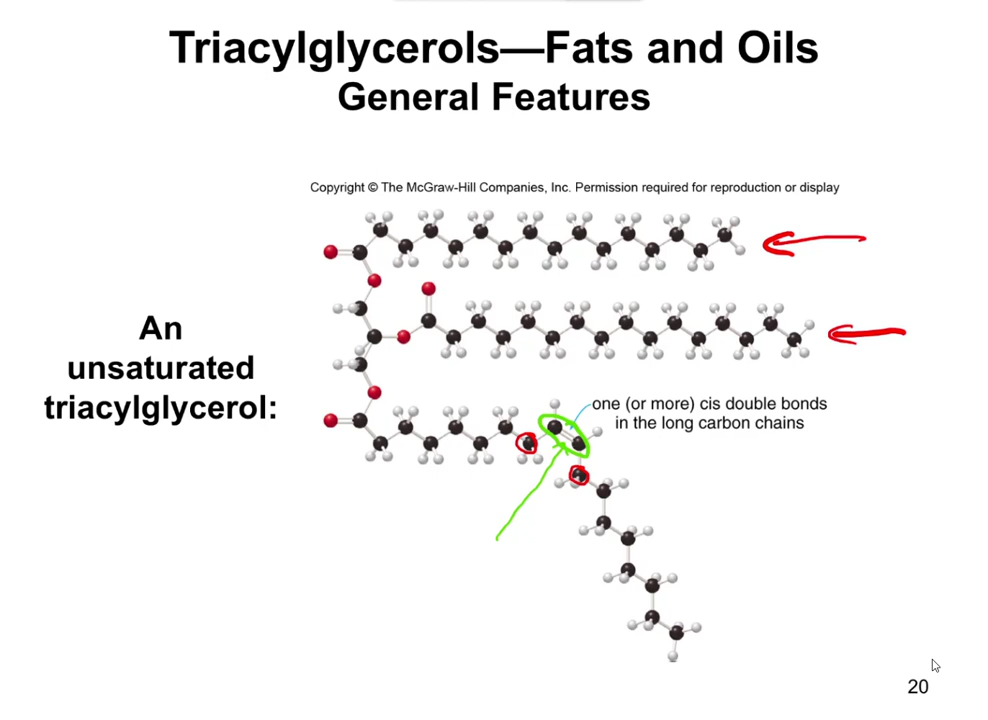 Triacylglycerols—Fats and Oils
General Features
Copyright © The McGraw-Hill Companies, Inc. Permission required for reproduction or display
An
unsaturated
triacylglycerol:
one (or more) cis double bonds
in the long carbon chains
20